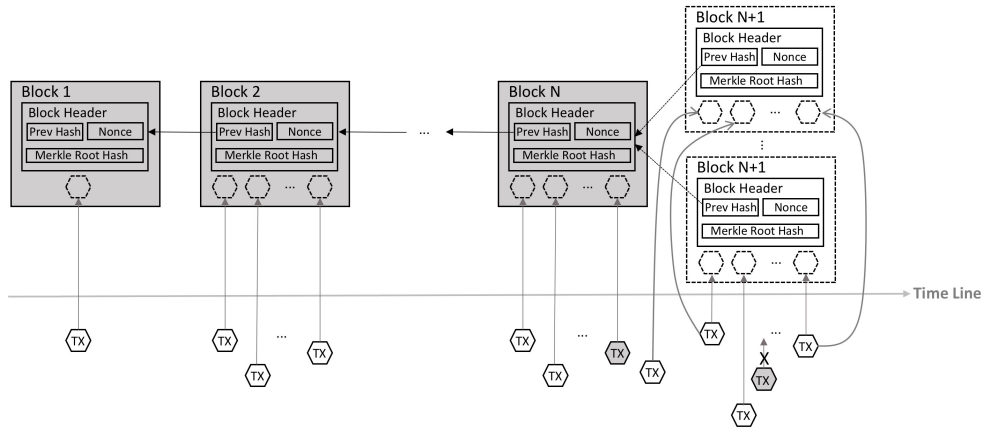 Block N+1
Block Header
Prev Hash Nonce
Merkle Root Hash
...
...
Block 1
Block Header
Prev Hash Nonce
Merkle Root Hash
Block 2
Block Header
Prev Hash Nonce
Merkle Root Hash
...
...
Block N
Block Header
Prev Hash Nonce
Merkle Root Hash
...
Block N+1
Block Header
Prev Hash Nonce
Merkle Root Hash
...
Time Line
TX
TX
TX
...
TX
TX
TX
...
TX
TX
TX
TX
X
TX
...
TX